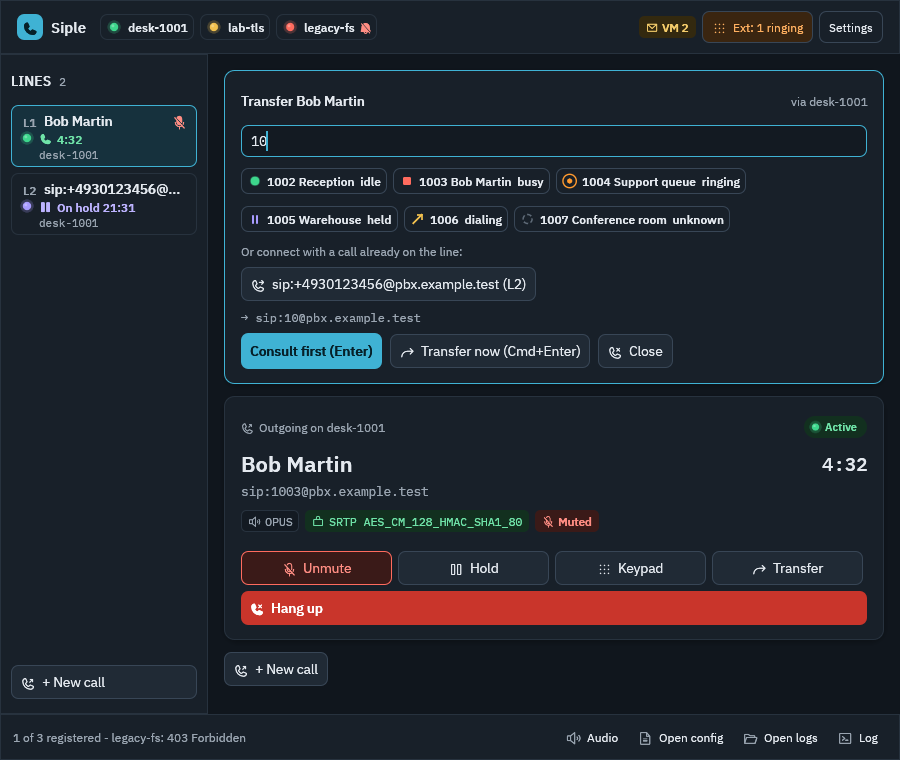 Siple desk-1001 lab-tls legacy-fs VM 2 Ext: 1 ringing Settings
LINES 2
L1 Bob Martin
4:32
desk-1001
L2 sip:+4930123456@...
On hold 21:31
desk-1001
+ New call
Transfer Bob Martin via desk-1001
10
1002 Reception idle 1003 Bob Martin busy 1004 Support queue ringing
1005 Warehouse held 1006 dialing 1007 Conference room unknown
Or connect with a call already on the line:
sip:+4930123456@pbx.example.test (L2)
→ sip:10@pbx.example.test
Consult first (Enter) Transfer now (Cmd+Enter) Close
Outgoing on desk-1001 Active
Bob Martin 4:32
sip:1003@pbx.example.test
OPUS SRTP AES_CM_128_HMAC_SHA1_80 Muted
Unmute Hold Keypad Transfer
Hang up
+ New call
1 of 3 registered - legacy-fs: 403 Forbidden Audio Open config Open logs Log